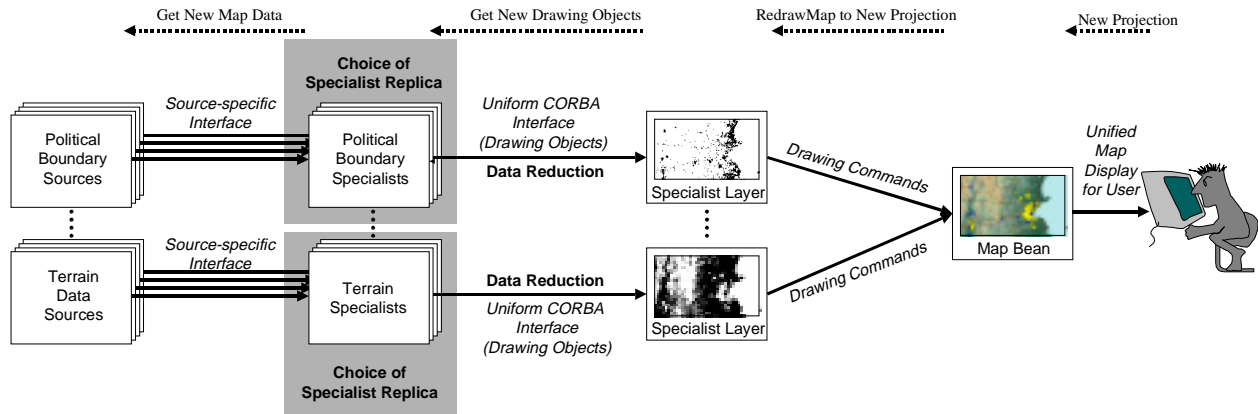 Get New Map Data
Get New Drawing Objects
RedrawMap to New Projection
New Projection
Choice of
Specialist Replica
Source-specific
Interface
Political
Boundary
Sources
Political
Boundary
Specialists
Uniform CORBA
Interface
(Drawing Objects)
Data Reduction
Specialist Layer
Drawing Commands
Unified
Map
Display
for User
Map Bean
Source-specific
Interface
Terrain
Data
Sources
Terrain
Specialists
Data Reduction
Uniform CORBA
Interface
(Drawing Objects)
Specialist Layer
Drawing Commands
Choice of
Specialist Replica